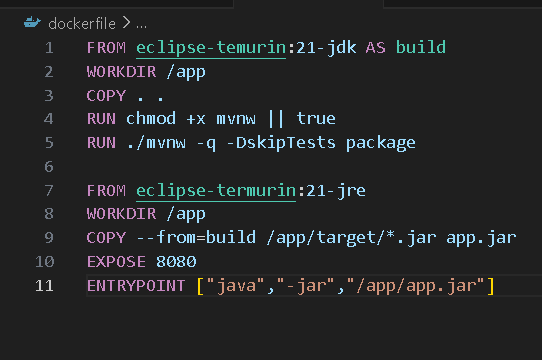 dockerfile > ...
1 FROM eclipse-temurin:21-jdk AS build
2 WORKDIR /app
3 COPY . .
4 RUN chmod +x mvnw || true
5 RUN ./mvnw -q -DskipTests package
6
7 FROM eclipse-termurin:21-jre
8 WORKDIR /app
9 COPY --from=build /app/target/*.jar app.jar
10 EXPOSE 8080
11 ENTRYPOINT ["java","-jar","/app/app.jar"]